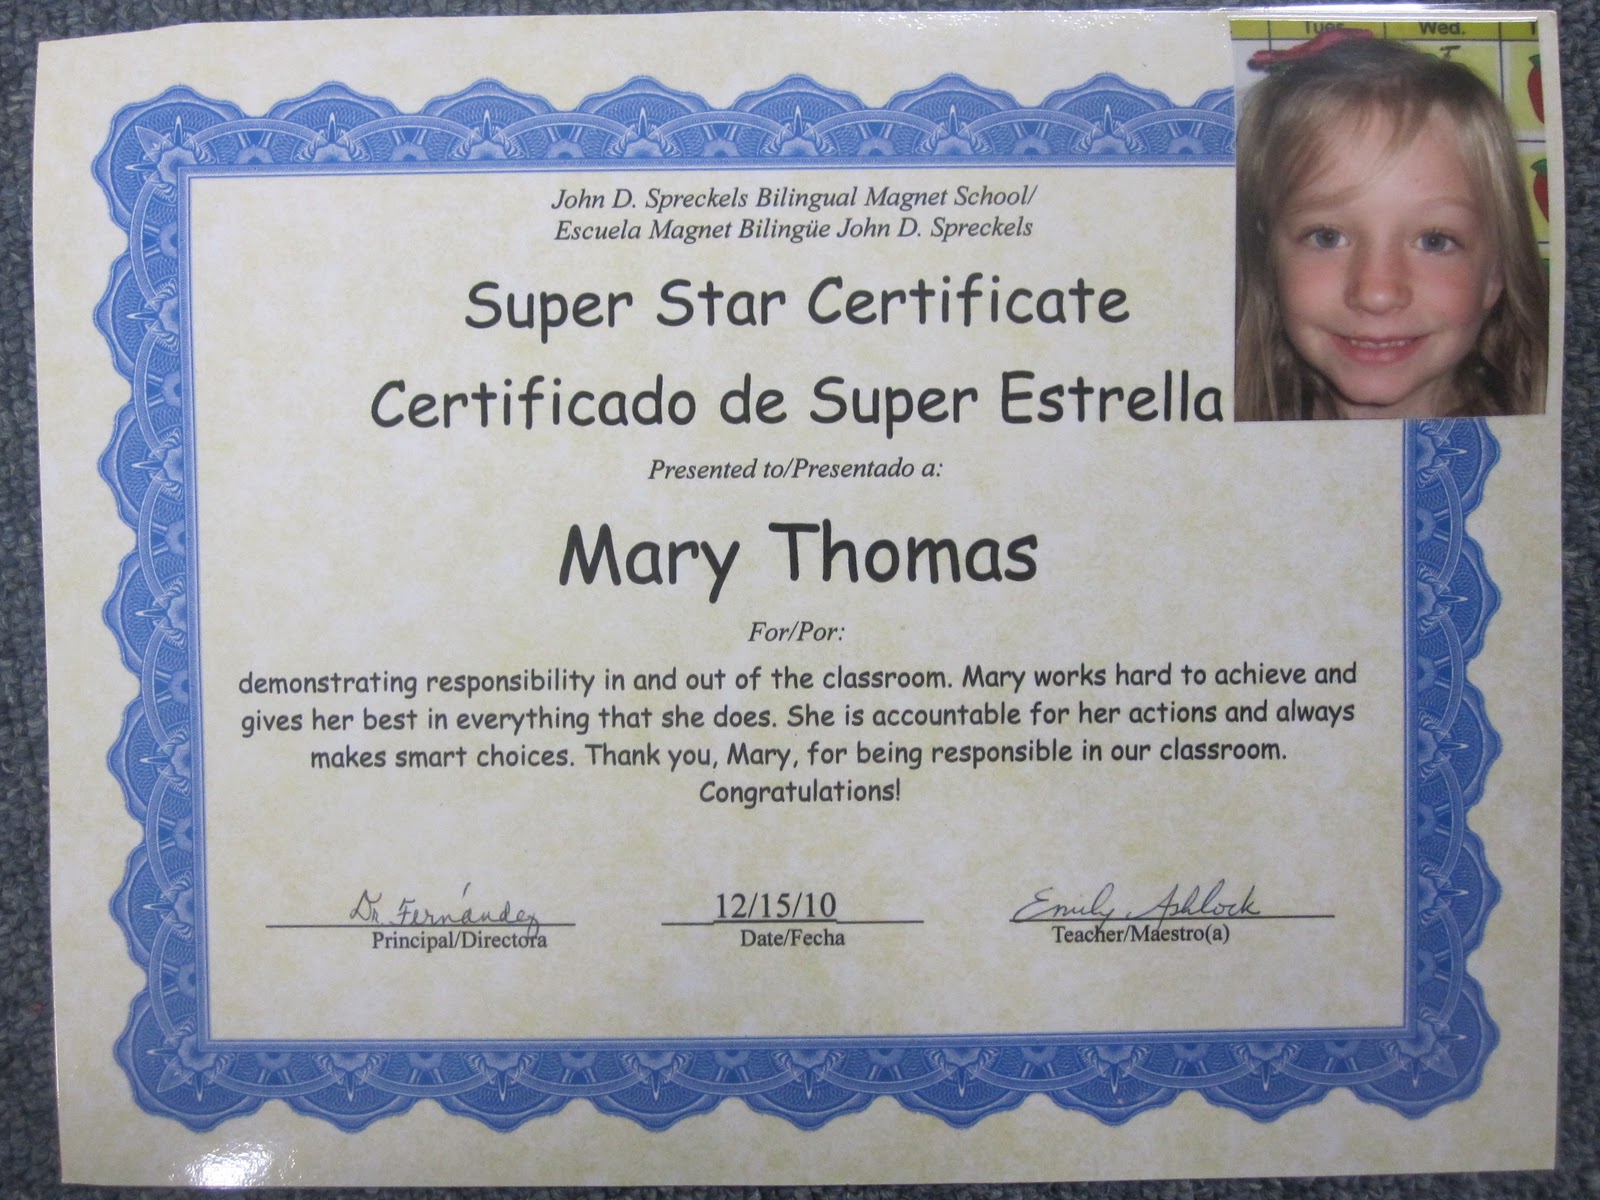 Tues. Wed. T
John D. Spreckels Bilingual Magnet School/
Escuela Magnet Bilingüe John D. Spreckels
Super Star Certificate
Certificado de Super Estrella
Presented to/Presentado a:
Mary Thomas
For/Por:
demonstrating responsibility in and out of the classroom. Mary works hard to achieve and
gives her best in everything that she does. She is accountable for her actions and always
makes smart choices. Thank you, Mary, for being responsible in our classroom.
Congratulations!
Dr. Fernández 12/15/10 Emily Ashlock
Principal/Directora Date/Fecha Teacher/Maestro(a)